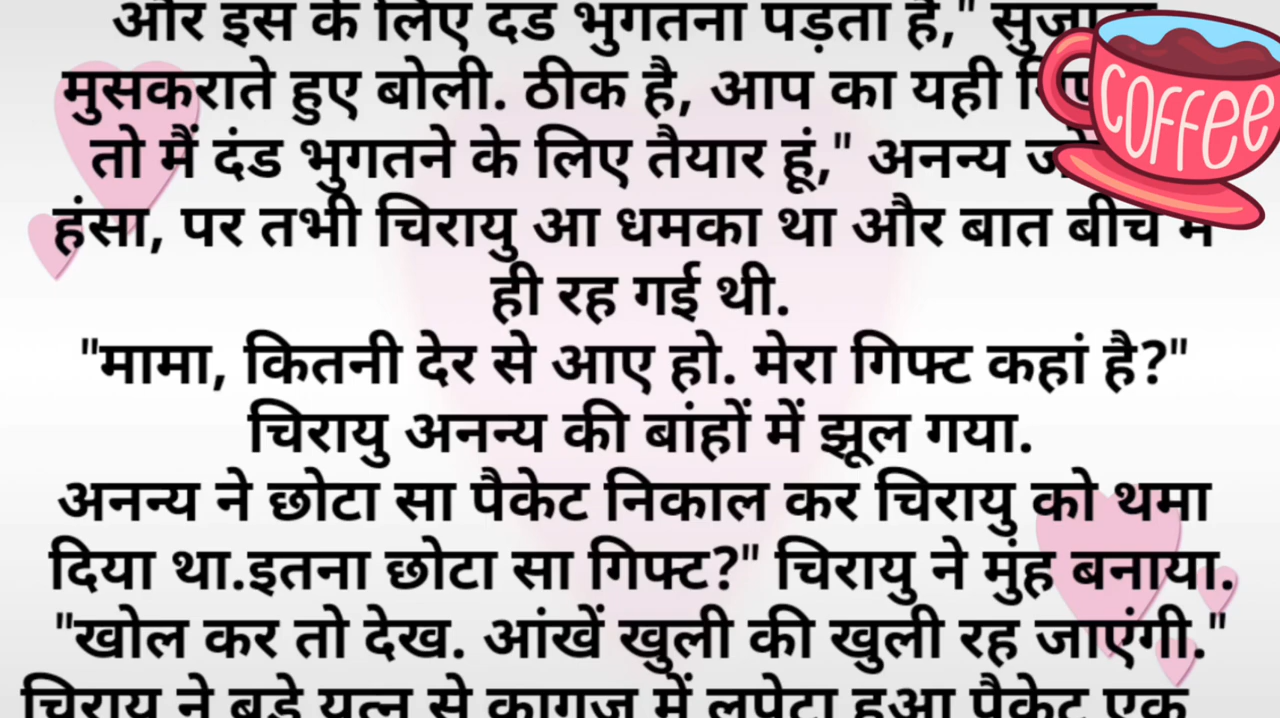 और इस के लिए दंड भुगतना पड़ता है,"
मुसकराते हुए बोली. ठीक है, आप का यही
तो मैं दंड भुगतने के लिए तैयार हूं," अनन्य
हंसा, पर तभी चिरायु आ धमका था और बात बीच में
ही रह गई थी.
"मामा, कितनी देर से आए हो. मेरा गिफ्ट कहां है?"
चिरायु अनन्य की बांहों में झूल गया.
अनन्य ने छोटा सा पैकेट निकाल कर चिरायु को थमा
दिया था.इतना छोटा सा गिफ्ट?" चिरायु ने मुंह बनाया.
"खोल कर तो देख. आंखें खुली की खुली रह जाएंगी."
चिरायु ने बड़े यत्न से कागज में लपेटा हुआ पैकेट एक
COFFEE